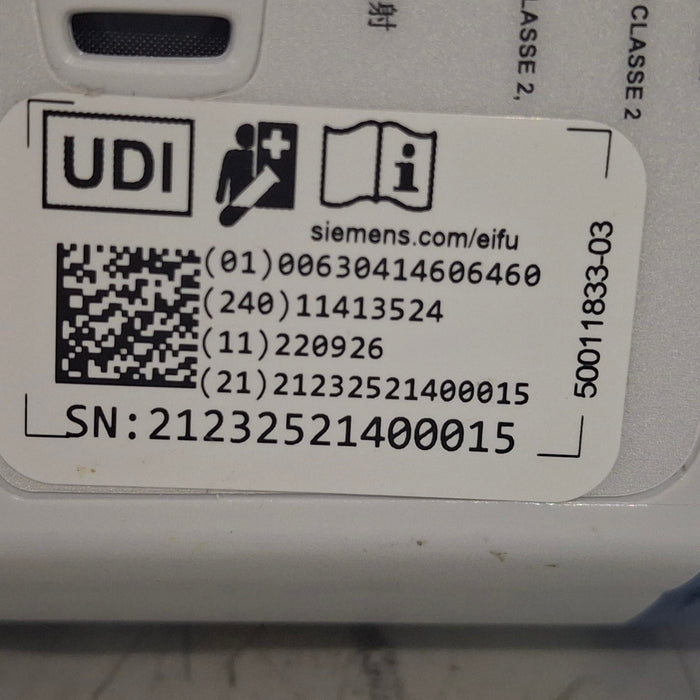 射
CLASSE 2,
CLASSE 2
UDI
siemens.com/eifu
(01)00630414606460
(240)11413524
(11)220926
(21)21232521400015
SN:21232521400015
50011833-03